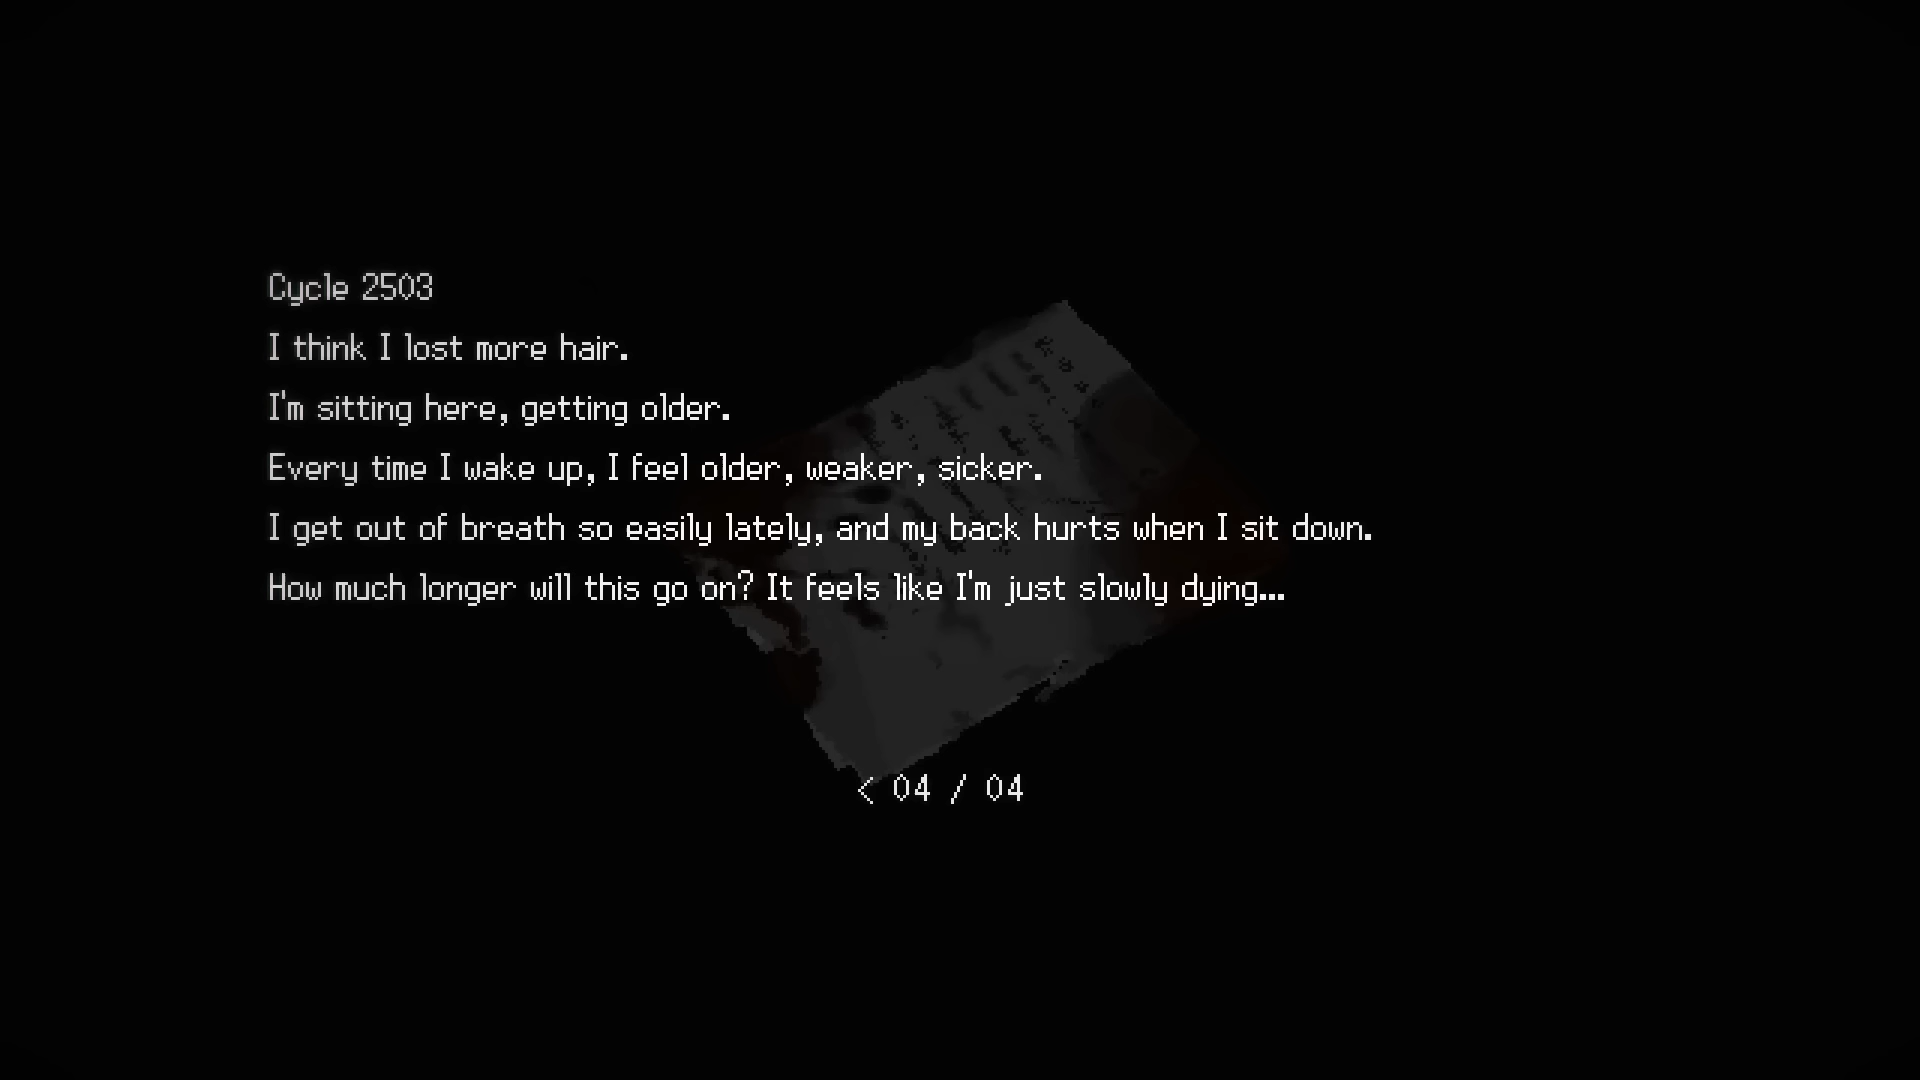 Cycle 2503
I think I lost more hair.
I'm sitting here, getting older.
Every time I wake up, I feel older, weaker, sicker.
I get out of breath so easily lately, and my back hurts when I sit down.
How much longer will this go on? It feels like I'm just slowly dying...
< 04 / 04